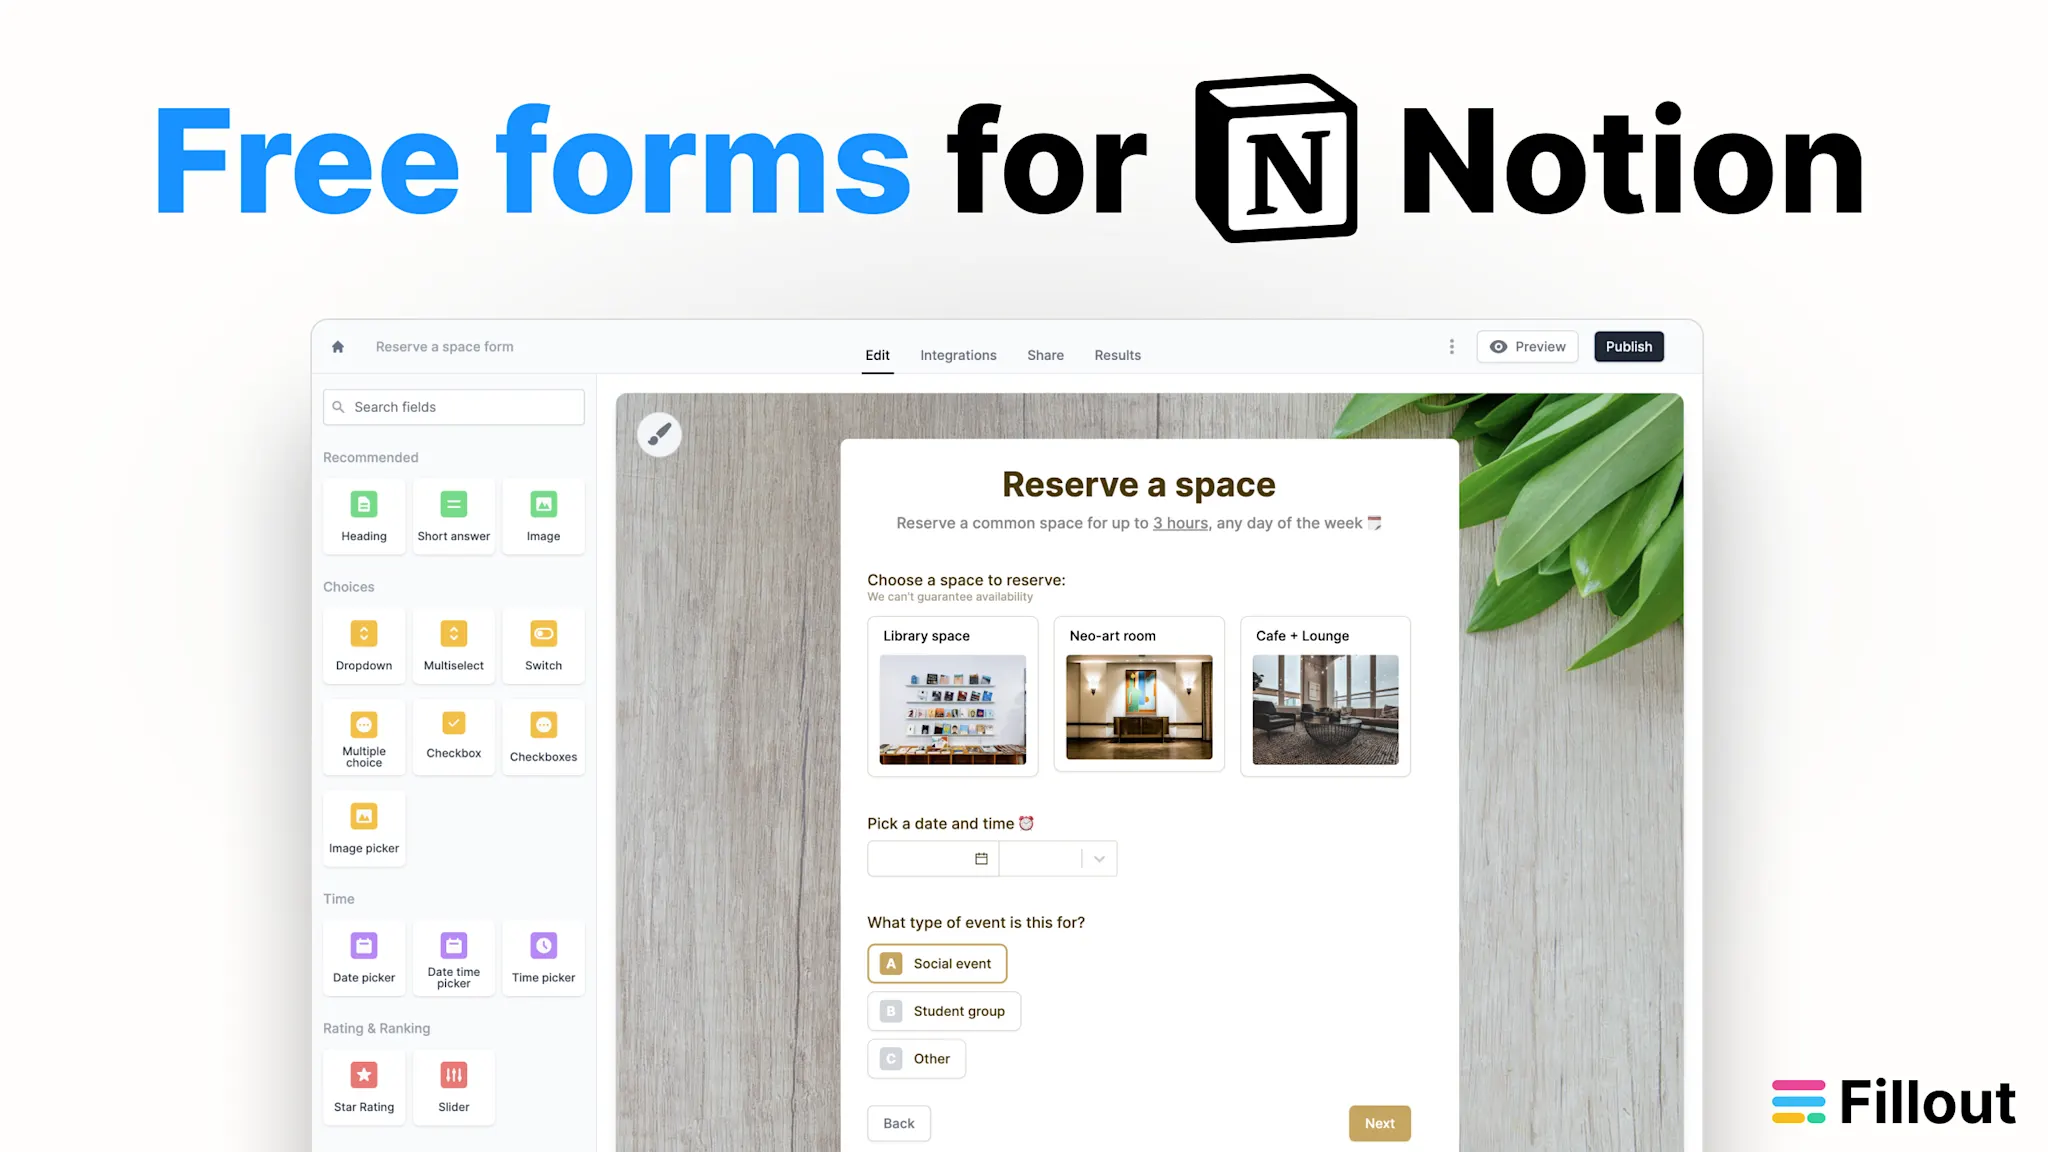 Free forms for N Notion
Reserve a space form
Edit
Integrations
Share
Results
Preview
Publish
Search fields
Recommended
Heading
Short answer
Image
Choices
Dropdown
Multiselect
Switch
Multiple
choice
Checkbox
Checkboxes
Image picker
Time
Date picker
Date time
picker
Time picker
Rating & Ranking
Star Rating
Slider
Reserve a space
Reserve a common space for up to 3 hours, any day of the week
Choose a space to reserve:
We can't guarantee availability
Library space
Neo-art room
Cafe + Lounge
Pick a date and time
What type of event is this for?
A Social event
B Student group
C Other
Back
Next
Fillout